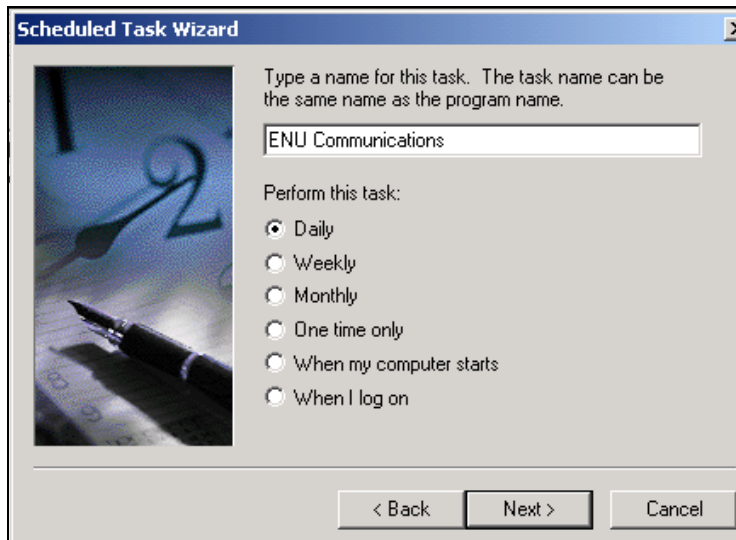 Scheduled Task Wizard
Type a name for this task. The task name can be
the same name as the program name.
ENU Communications
Perform this task:
Daily
Weekly
Monthly
One time only
When my computer starts
When I log on
< Back
Next >
Cancel